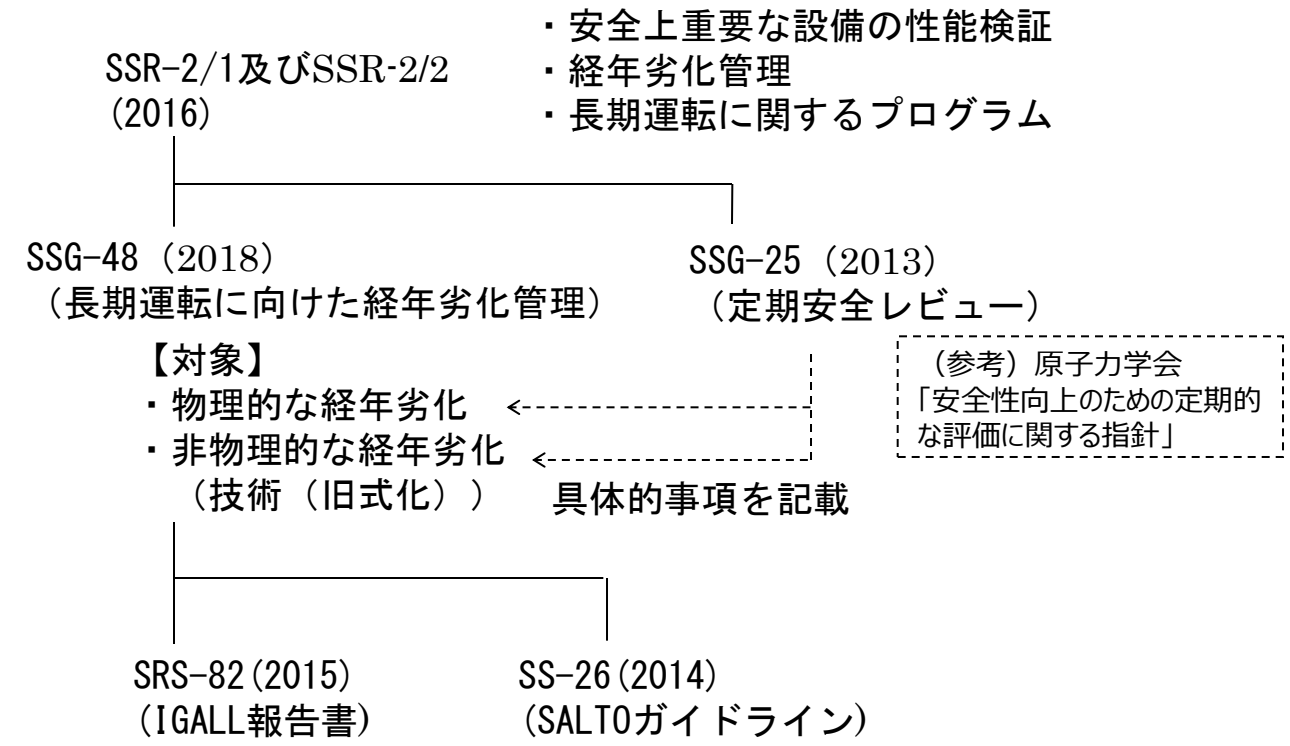 SSR-2/1及びSSR-2/2
(2016)
・安全上重要な設備の性能検証
・経年劣化管理
・長期運転に関するプログラム
SSG-48（2018）
（長期運転に向けた経年劣化管理）
【対象】
・物理的な経年劣化
・非物理的な経年劣化
（技術（旧式化））
SSG-25（2013）
（定期安全レビュー）
具体的事項を記載
（参考）原子力学会
「安全性向上のための定期的
な評価に関する指針」
SRS-82(2015)
(IGALL報告書)
SS-26(2014)
(SALTOガイドライン)